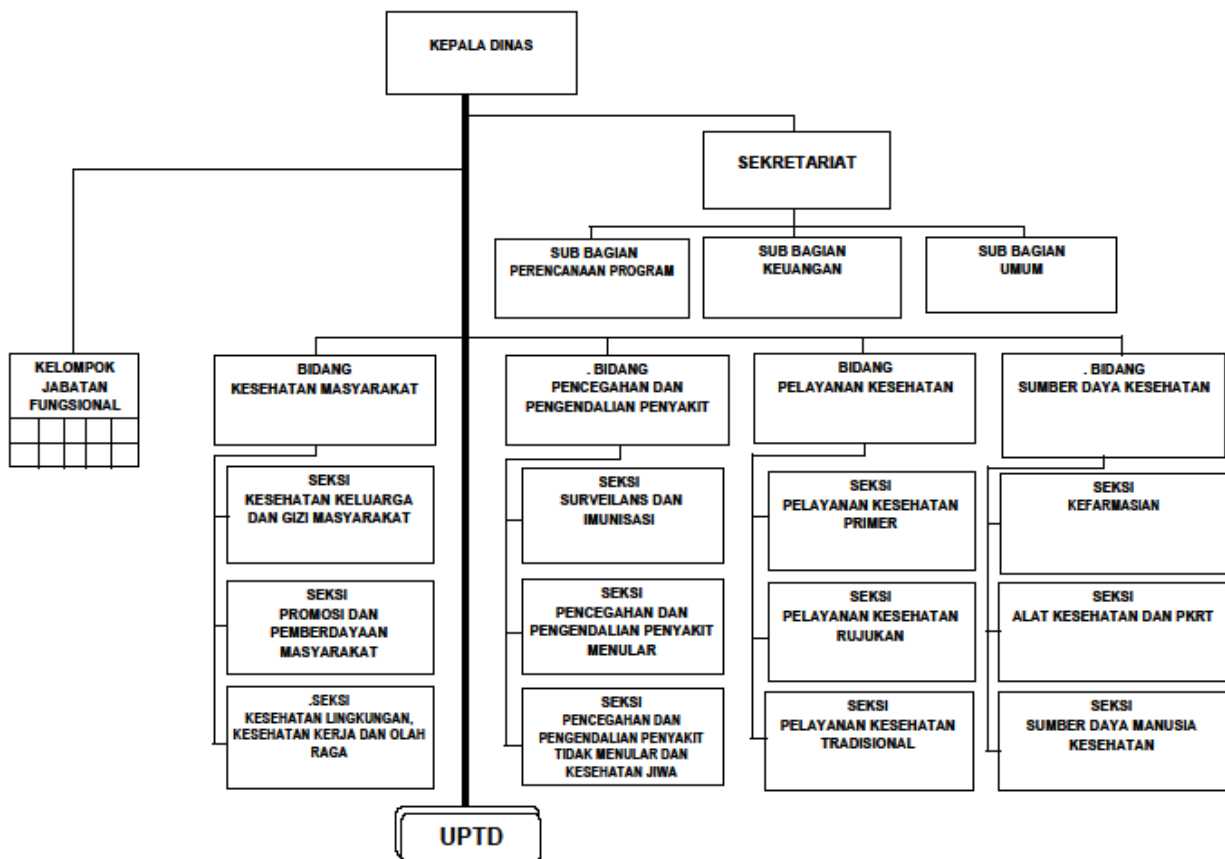 KEPALA DINAS
SEKRETARIAT
SUB BAGIAN
PERENCANAAN PROGRAM
SUB BAGIAN
KEUANGAN
SUB BAGIAN
UMUM
KELOMPOK
JABATAN
FUNGSIONAL
BIDANG
KESEHATAN MASYARAKAT
. BIDANG
PENCEGAHAN DAN
PENGENDALIAN PENYAKIT
BIDANG
PELAYANAN KESEHATAN
. BIDANG
SUMBER DAYA KESEHATAN
SEKSI
KESEHATAN KELUARGA
DAN GIZI MASYARAKAT
SEKSI
SURVEILANS DAN
IMUNISASI
SEKSI
PELAYANAN KESEHATAN
PRIMER
SEKSI
KEFARMASIAN
SEKSI
PROMOSI DAN
PEMBERDAYAAN
MASYARAKAT
SEKSI
PENCEGAHAN DAN
PENGENDALIAN PENYAKIT
MENULAR
SEKSI
PELAYANAN KESEHATAN
RUJUKAN
SEKSI
ALAT KESEHATAN DAN PKRT
.SEKSI
KESEHATAN LINGKUNGAN,
KESEHATAN KERJA DAN OLAH
RAGA
SEKSI
PENCEGAHAN DAN
PENGENDALIAN PENYAKIT
TIDAK MENULAR DAN
KESEHATAN JIWA
SEKSI
PELAYANAN KESEHATAN
TRADISIONAL
SEKSI
SUMBER DAYA MANUSIA
KESEHATAN
UPTD